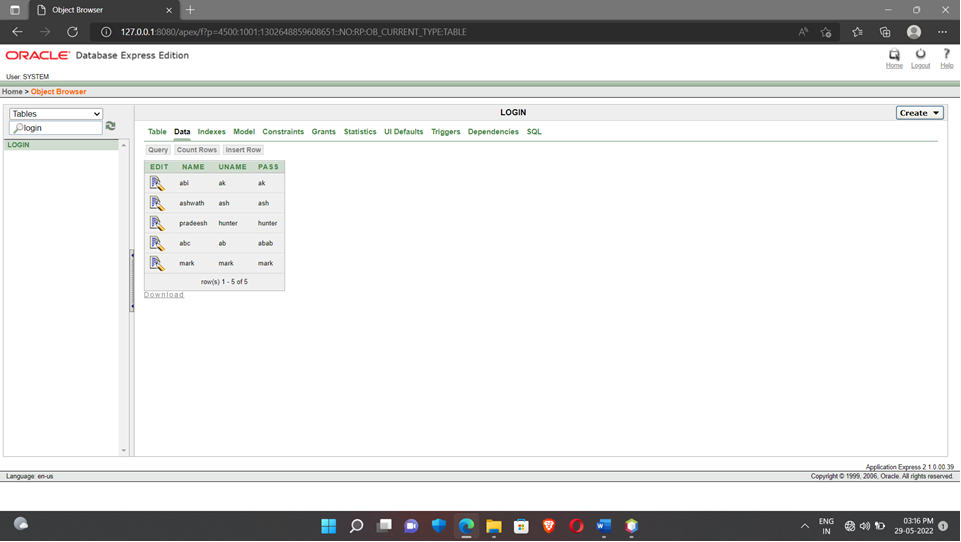 Object Browser
127.0.0.1:8080/apex/f?p=4500:1001:1302648859608651::NO:RP:OB_CURRENT_TYPE:TABLE
ORACLE Database Express Edition
Home Logout Help
User: SYSTEM
Home > Object Browser
Tables
login
LOGIN
LOGIN
Create
Table Data Indexes Model Constraints Grants Statistics UI Defaults Triggers Dependencies SQL
Query Count Rows Insert Row
EDIT NAME UNAME PASS
abi ak ak
ashwath ash ash
pradeesh hunter hunter
abc ab abab
mark mark mark
row(s) 1 - 5 of 5
Download
Application Express 2.1.0.00.39
Language: en-us
Copyright © 1999, 2006, Oracle. All rights reserved.
ENG
IN
03:16 PM
29-05-2022
1